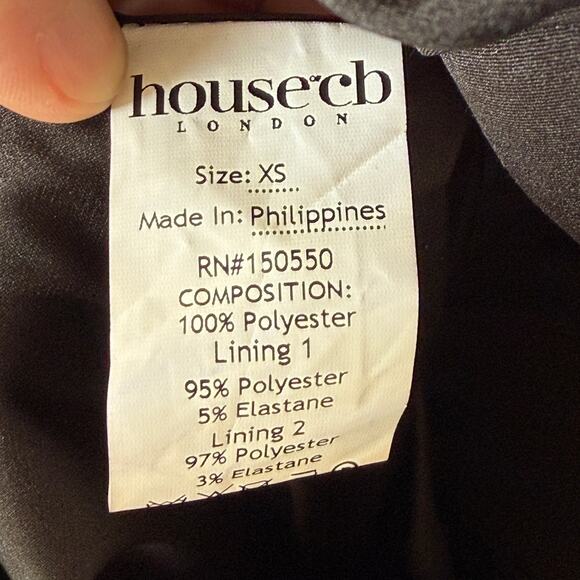 house of cb
LONDON
Size: XS
Made In: Philippines
RN#150550
COMPOSITION:
100% Polyester
Lining 1
95% Polyester
5% Elastane
Lining 2
97% Polyester
3% Elastane